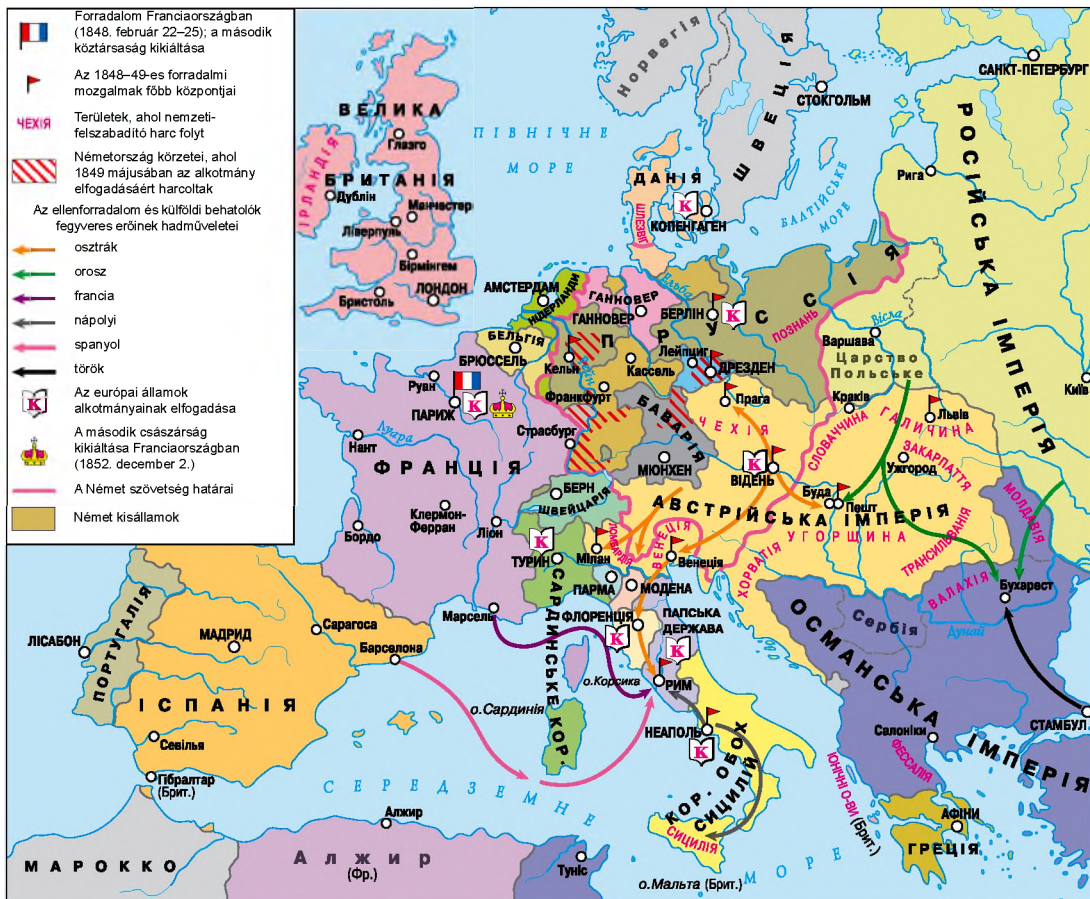 Forradalom Franciaországban
(1848. február 22–25); a második
köztársaság kikiáltása
Az 1848–49-es forradalmi
mozgalmak főbb központjai
ЧЕХІЯ
Területek, ahol nemzeti-
felszabadító harc folyt
Németország körzetei, ahol
1849 májusában az alkotmány
elfogadásáért harcoltak
Az ellenforradalom és külföldi behatolók
fegyveres erőinek hadműveletei
osztrák
orosz
francia
nápolyi
spanyol
török
K
Az európai államok
alkotmányainak elfogadása
A második császárság
kikiáltása Franciaországban
(1852. december 2.)
A Német szövetség határai
Német kisállamok
Норвегія
ШВЕЦІЯ
СТОКГОЛЬМ
САНКТ-ПЕТЕРБУРГ
РОСІЙСЬКА ІМПЕРІЯ
Рига
Київ
ПІВНІЧНЕ
МОРЕ
БАЛТІЙСЬКЕ
МОРЕ
ВЕЛИКА
БРИТАНІЯ
Глазго
ІРЛАНДІЯ
Дублін
Манчестер
Ліверпуль
Бірмінгем
Бристоль
ЛОНДОН
ДАНІЯ
K
КОПЕНГАГЕН
ШЛЕЗВІГ
АМСТЕРДАМ
НІДЕРЛАНДИ
БЕЛЬГІЯ
БРЮССЕЛЬ
ГАННОВЕР
ГАННОВЕР
Ельба
БЕРЛІН
K
ПРУССІЯ
ПОЗНАНЬ
Вісла
Варшава
Царство
Польське
Кельн
Рейн
Кассель
Лейпциг
ДРЕЗДЕН
Франкфурт
БАВАРІЯ
МЮНХЕН
Страсбург
Прага
ЧЕХІЯ
Краків
ГАЛИЧИНА
Львів
СЛОВАЧЧИНА
ЗАКАРПАТТЯ
Ужгород
K
ВІДЕНЬ
Буда
Пешт
АВСТРІЙСЬКА ІМПЕРІЯ
УГОРЩИНА
ТРАНСИЛЬВАНІЯ
МОЛДАВІЯ
ХОРВАТІЯ
ВАЛАХІЯ
Бухарест
Дунай
Сербія
ОСМАНСЬКА
ІМПЕРІЯ
СТАМБУЛ
Салоніки
ФЕССАЛІЯ
ІОНІЧНІ О-ВИ (Брит.)
АФІНИ
ГРЕЦІЯ
Руан
ПАРИЖ
K
Луара
Нант
ФРАНЦІЯ
Клермон-
Ферран
Ліон
Бордо
Марсель
БЕРН
ШВЕЙЦАРІЯ
K
ТУРИН
Мілан
ЛОМБАРДІЯ
ВЕНЕЦІЯ
Венеція
ПАРМА
МОДЕНА
ФЛОРЕНЦІЯ
K
ПАПСЬКА
ДЕРЖАВА
K
РИМ
САРДИНСЬКЕ КОР.
о.Корсика
о.Сардинія
НЕАПОЛЬ
K
КОР. ОБОХ
СИЦИЛІЙ
СИЦИЛІЯ
о.Мальта (Брит.)
ПОРТУГАЛІЯ
ЛІСАБОН
МАДРИД
Сарагоса
Барселона
ІСПАНІЯ
Севілья
Гібралтар
(Брит.)
СЕРЕДЗЕМНЕ
МОРЕ
МАРОККО
Алжир
Алжир
(Фр.)
Туніс